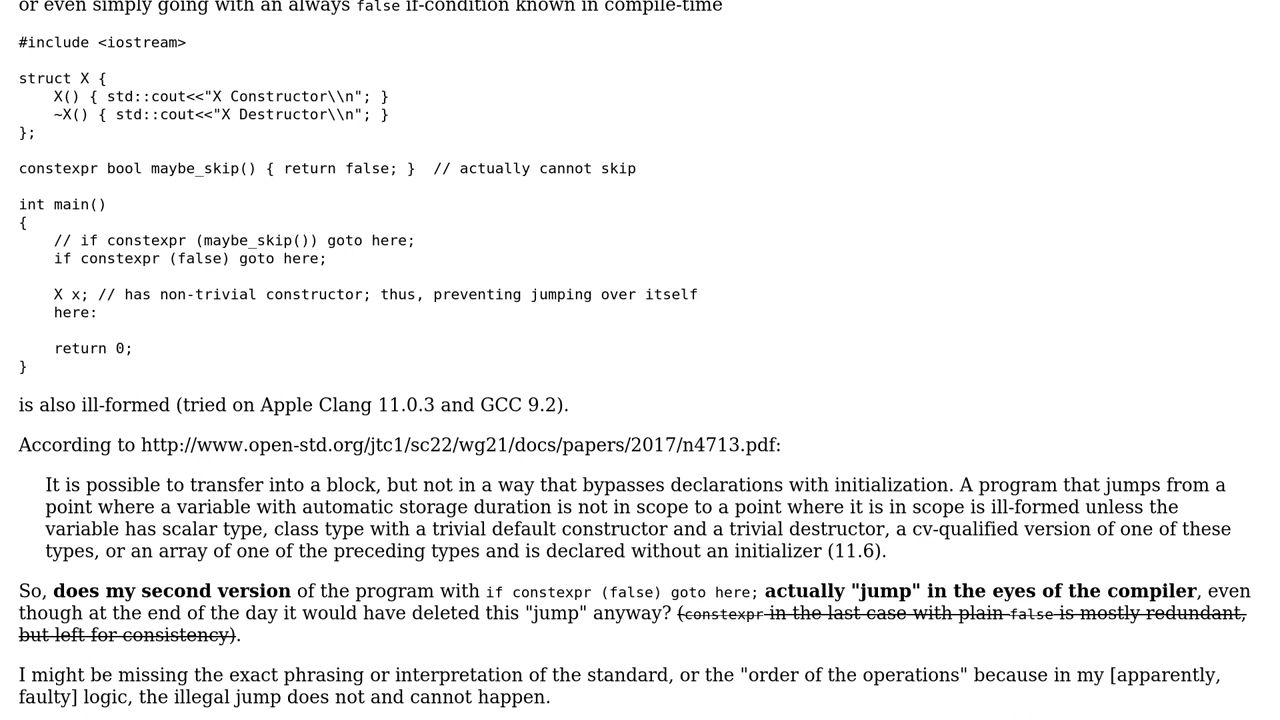 or even simply going with an always false if-condition known in compile-time
#include <iostream>
struct X {
    X() { std::cout<<"X Constructor\\n"; }
    ~X() { std::cout<<"X Destructor\\n"; }
};
constexpr bool maybe_skip() { return false; }  // actually cannot skip
int main()
{
    // if constexpr (maybe_skip()) goto here;
    if constexpr (false) goto here;
    X x; // has non-trivial constructor; thus, preventing jumping over itself
    here:
    return 0;
}
is also ill-formed (tried on Apple Clang 11.0.3 and GCC 9.2).
According to http://www.open-std.org/jtc1/sc22/wg21/docs/papers/2017/n4713.pdf:
It is possible to transfer into a block, but not in a way that bypasses declarations with initialization. A program that jumps from a
point where a variable with automatic storage duration is not in scope to a point where it is in scope is ill-formed unless the
variable has scalar type, class type with a trivial default constructor and a trivial destructor, a cv-qualified version of one of these
types, or an array of one of the preceding types and is declared without an initializer (11.6).
So, does my second version of the program with if constexpr (false) goto here; actually "jump" in the eyes of the compiler, even
though at the end of the day it would have deleted this "jump" anyway? (constexpr in the last case with plain false is mostly redundant,
but left for consistency).
I might be missing the exact phrasing or interpretation of the standard, or the "order of the operations" because in my [apparently,
faulty] logic, the illegal jump does not and cannot happen.